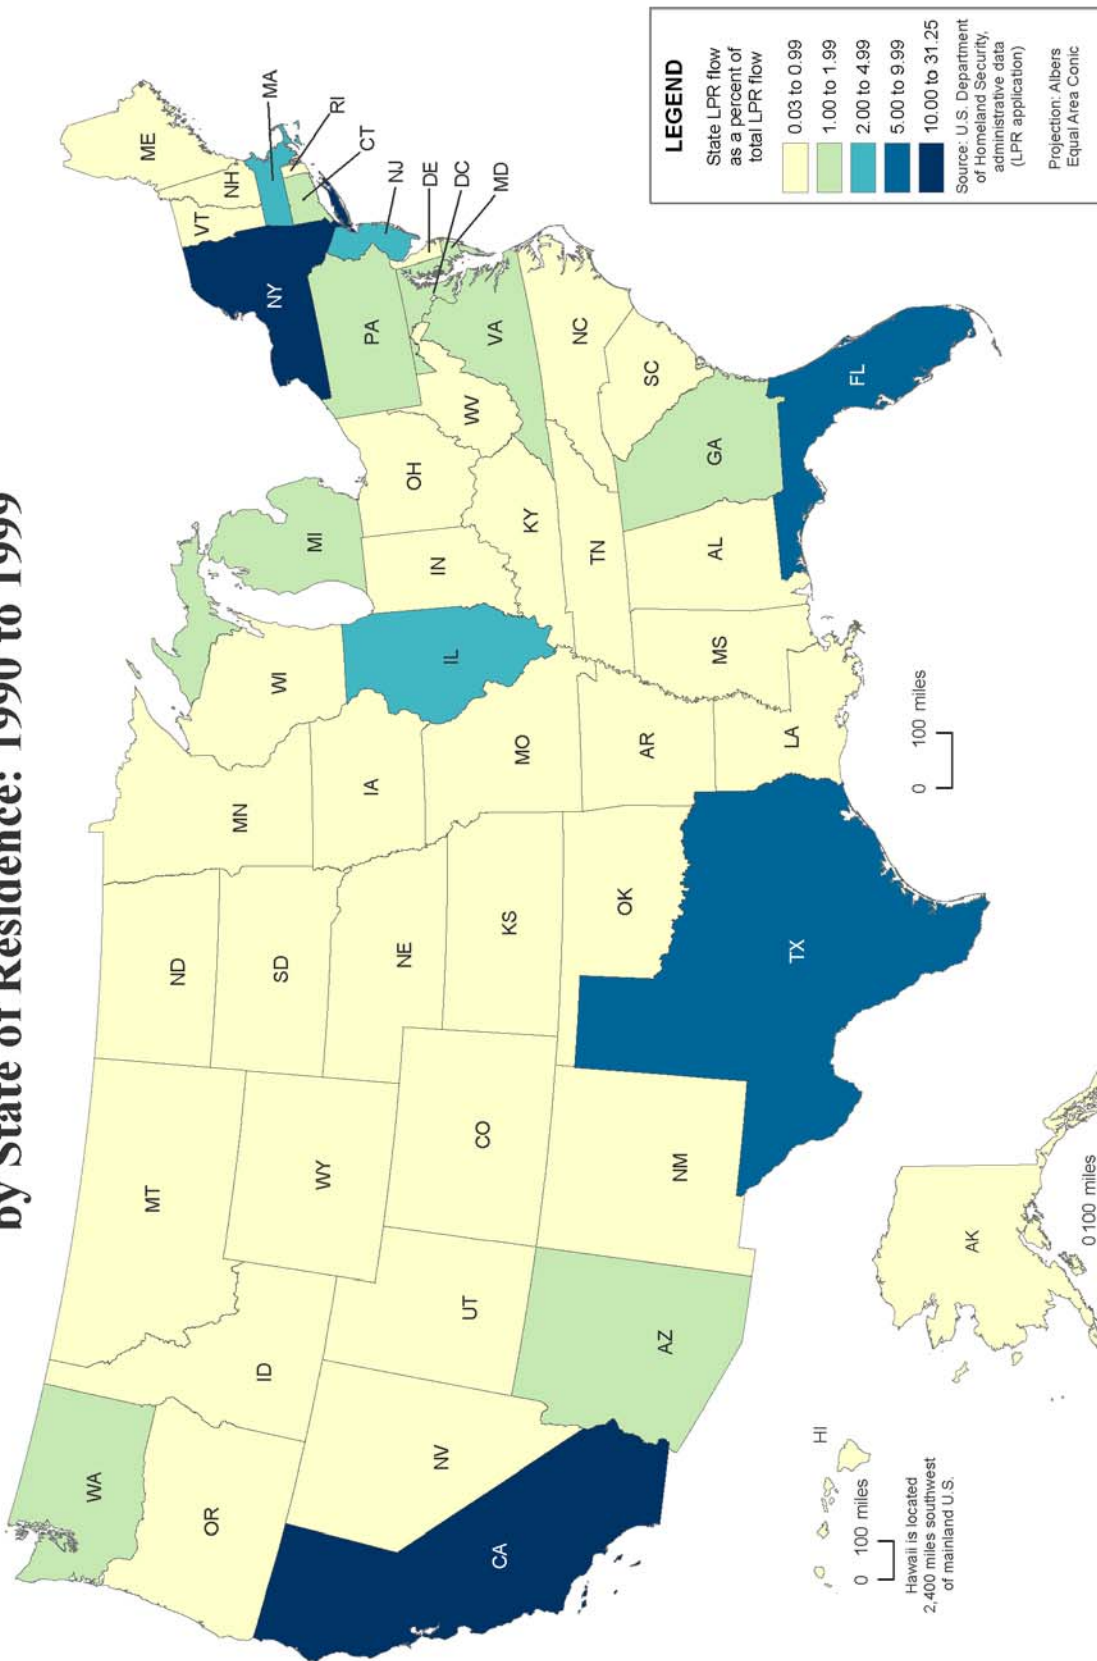 by State of Residence: 1990 to 1999
WA
OR
CA
NV
ID
MT
WY
UT
AZ
CO
NM
ND
SD
NE
KS
OK
TX
MN
IA
MO
AR
LA
WI
IL
MI
IN
OH
KY
TN
MS
AL
GA
FL
SC
NC
VA
WV
PA
NY
VT
NH
ME
MA
RI
CT
NJ
DE
DC
MD
HI
0 100 miles
Hawaii is located
2,400 miles southwest
of mainland U.S.
AK
0 100 miles
0 100 miles
LEGEND
State LPR flow
as a percent of
total LPR flow
0.03 to 0.99
1.00 to 1.99
2.00 to 4.99
5.00 to 9.99
10.00 to 31.25
Source: U.S. Department
of Homeland Security,
administrative data
(LPR application)
Projection: Albers
Equal Area Conic